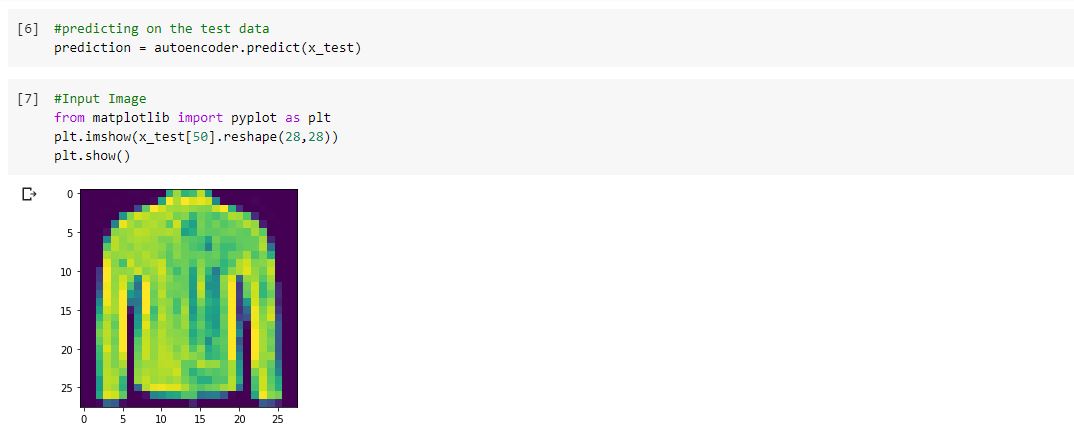 [6] #predicting on the test data
prediction = autoencoder.predict(x_test)
[7] #Input Image
from matplotlib import pyplot as plt
plt.imshow(x_test[50].reshape(28,28))
plt.show()
0
5
10
15
20
25
0 5 10 15 20 25